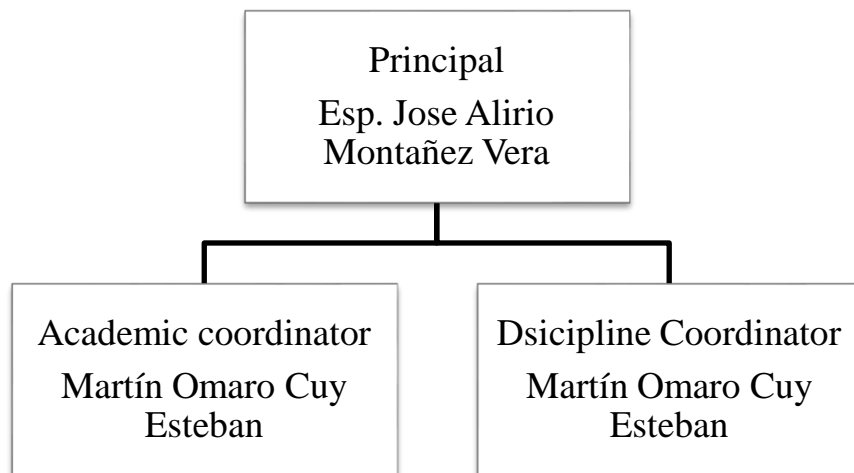 Principal
Esp. Jose Alirio
Montañez Vera
Academic coordinator
Martín Omaro Cuy
Esteban
Dsicipline Coordinator
Martín Omaro Cuy
Esteban